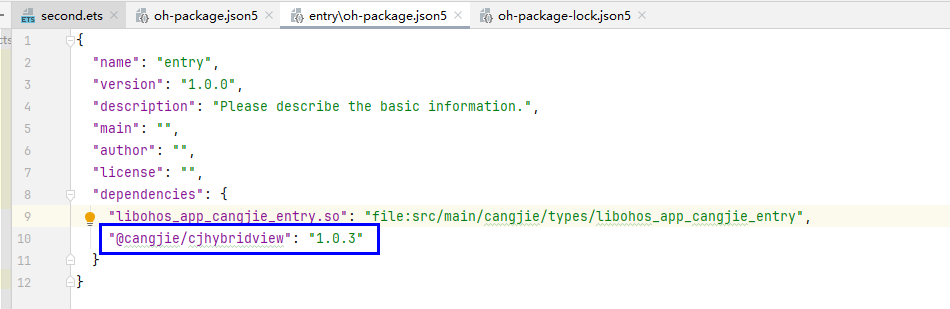 second.ets oh-package.json5 entry\oh-package.json5 oh-package-lock.json5
cts
1 {
2 "name": "entry",
3 "version": "1.0.0",
4 "description": "Please describe the basic information.",
5 "main": "",
6 "author": "",
7 "license": "",
8 "dependencies": {
9 "libohos_app_cangjie_entry.so": "file:src/main/cangjie/types/libohos_app_cangjie_entry",
10 "@cangjie/cjhybridview": "1.0.3"
11 }
12 }